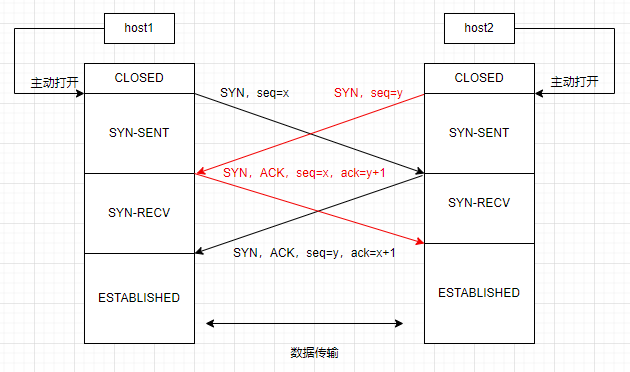 host1
host2
主动打开
CLOSED
CLOSED
主动打开
SYN，seq=x
SYN，seq=y
SYN-SENT
SYN-SENT
SYN，ACK，seq=x，ack=y+1
SYN-RECV
SYN-RECV
SYN，ACK，seq=y，ack=x+1
ESTABLISHED
ESTABLISHED
数据传输